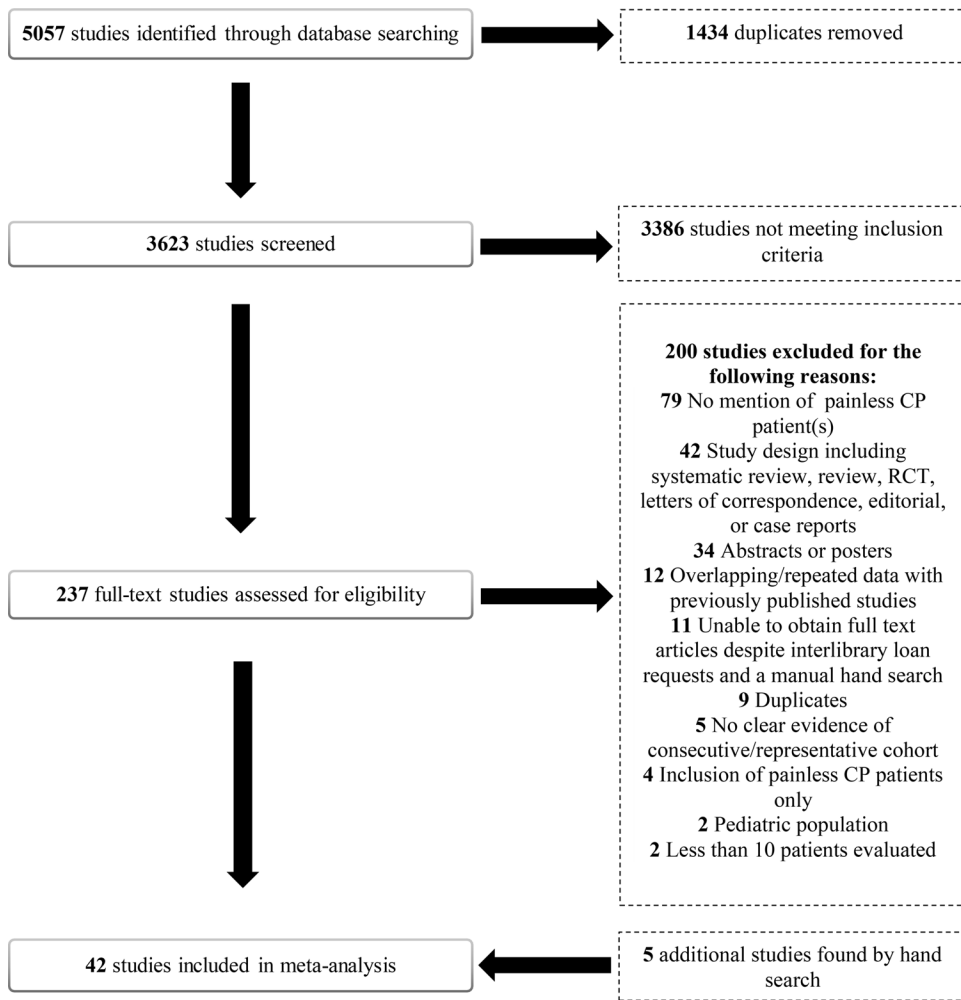 5057 studies identified through database searching
1434 duplicates removed
3623 studies screened
3386 studies not meeting inclusion
criteria
200 studies excluded for the
following reasons:
79 No mention of painless CP
patient(s)
42 Study design including
systematic review, review, RCT,
letters of correspondence, editorial,
or case reports
34 Abstracts or posters
12 Overlapping/repeated data with
previously published studies
11 Unable to obtain full text
articles despite interlibrary loan
requests and a manual hand search
9 Duplicates
5 No clear evidence of
consecutive/representative cohort
4 Inclusion of painless CP patients
only
2 Pediatric population
2 Less than 10 patients evaluated
237 full-text studies assessed for eligibility
42 studies included in meta-analysis
5 additional studies found by hand
search